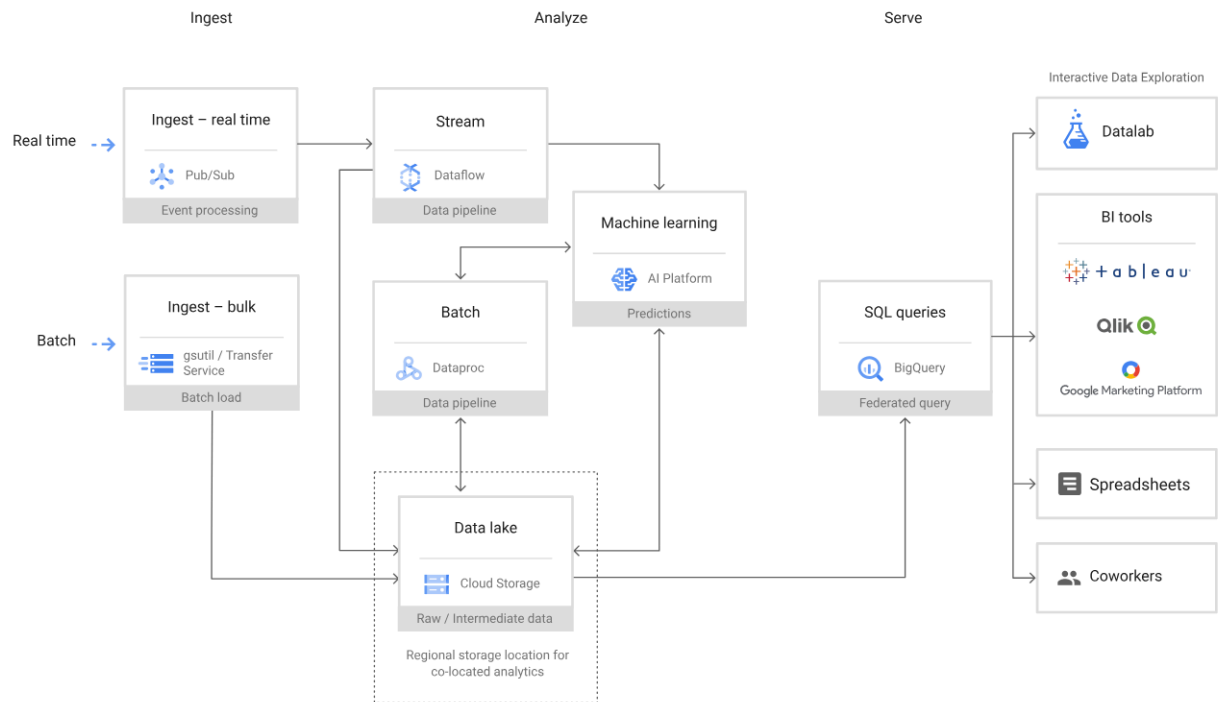 Ingest
Analyze
Serve
Interactive Data Exploration
Real time
Ingest – real time
Pub/Sub
Event processing
Stream
Dataflow
Data pipeline
Machine learning
AI Platform
Predictions
Batch
Ingest – bulk
gsutil / Transfer
Service
Batch load
Batch
Dataproc
Data pipeline
Data lake
Cloud Storage
Raw / Intermediate data
Regional storage location for
co-located analytics
SQL queries
BigQuery
Federated query
Datalab
BI tools
+ableau
Qlik
Google Marketing Platform
Spreadsheets
Coworkers